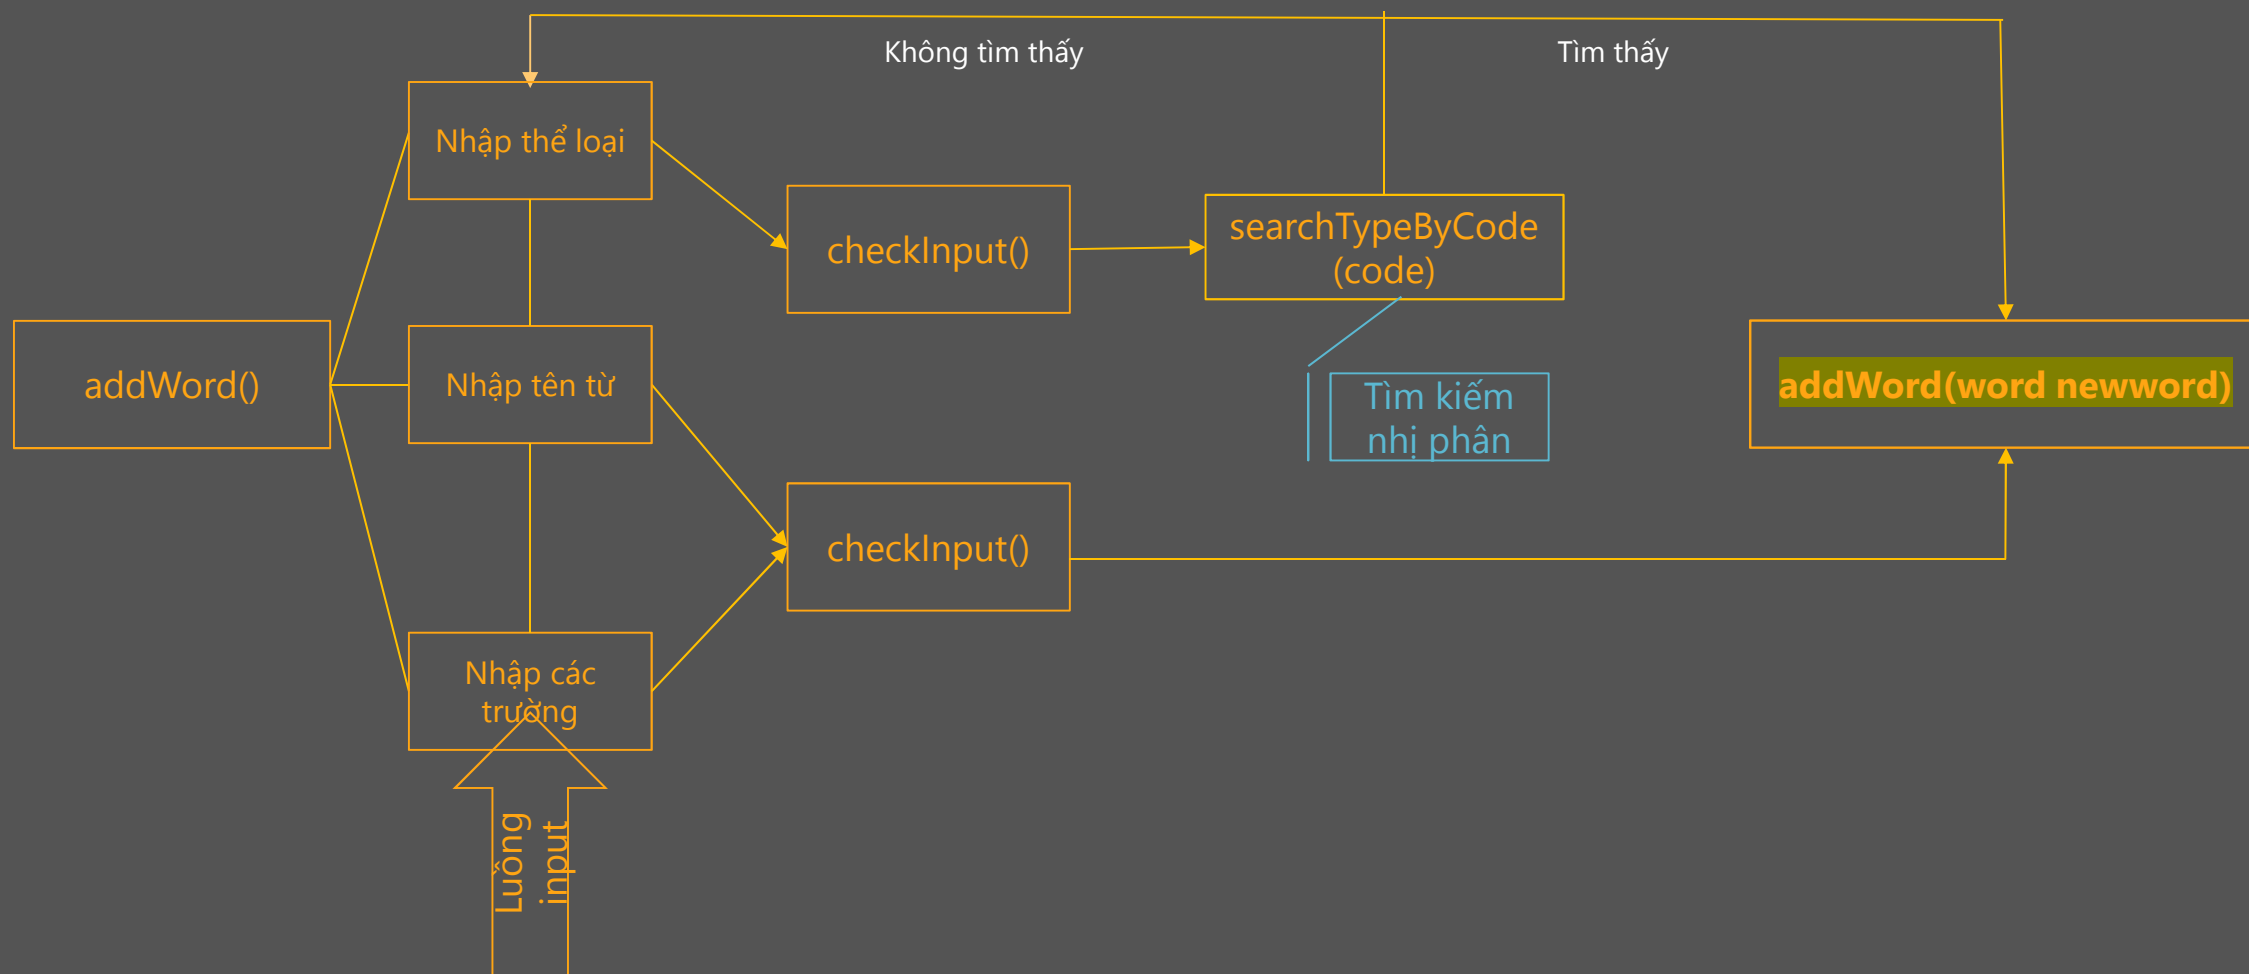 Không tìm thấy
Tìm thấy
Nhập thể loại
checkInput()
searchTypeByCode
(code)
addWord()
Nhập tên từ
Tìm kiếm
nhị phân
addWord(word newword)
checkInput()
Nhập các
trường
Luồng
input